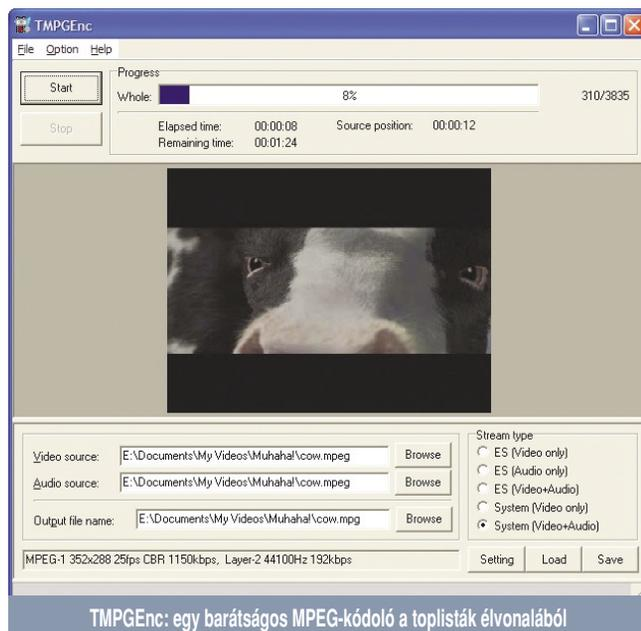 TMPGEnc
File Option Help
Start
Stop
Progress
Whole: 8% 310/3835
Elapsed time: 00:00:08 Source position: 00:00:12
Remaining time: 00:01:24
Video source: E:\Documents\My Videos\Muhaha!\cow.mpeg Browse
Audio source: E:\Documents\My Videos\Muhaha!\cow.mpeg Browse
Output file name: E:\Documents\My Videos\Muhaha!\cow.mpg Browse
Stream type
ES (Video only)
ES (Audio only)
ES (Video+Audio)
System (Video only)
System (Video+Audio)
MPEG-1 352x288 25fps CBR 1150kbps, Layer-2 44100Hz 192kbps Setting Load Save
TMPGEnc: egy barátságos MPEG-kódoló a toplisták élvonalából